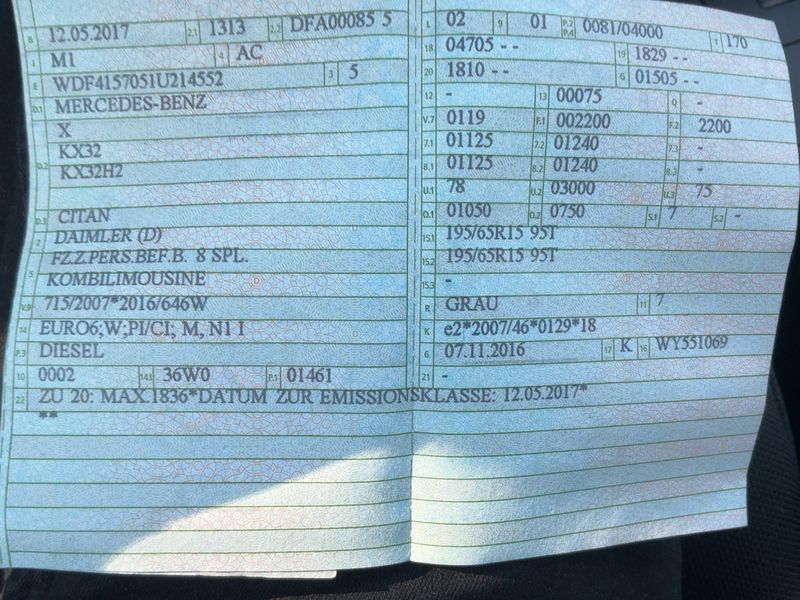 B 12.05.2017 2.1 1313 2.2 DFA00085 5
J M1 4 AC
E WDF4157051U214552 3 5
D.1 MERCEDES-BENZ
X
D.2 KX32
KX32H2
D.3 CITAN
2 DAIMLER (D)
5 FZ.Z.PERS.BEF.B. 8 SPL.
KOMBILIMOUSINE
V.9 715/2007*2016/646W
14 EURO6;W;PI/CI; M, N1 I
P.3 DIESEL
10 0002 14.1 36W0 P.1 01461
22 ZU 20: MAX.1836*DATUM ZUR EMISSIONSKLASSE: 12.05.2017*
**
L 02 9 01 P.2 P.4 0081/04000 T 170
18 04705 - - 19 1829 - -
20 1810 - - G 01505 - -
12 - 13 00075 Q -
V.7 0119 F.1 002200 F.2 2200
7.1 01125 7.2 01240 7.3 -
8.1 01125 8.2 01240 8.3 -
U.1 78 U.2 03000 U.3 75
O.1 01050 O.2 0750 S.1 7 S.2 -
15.1 195/65R15 95T
15.2 195/65R15 95T
15.3 -
R GRAU 11 7
K e2*2007/46*0129*18
6 07.11.2016 17 K 16 WY551069
21 -